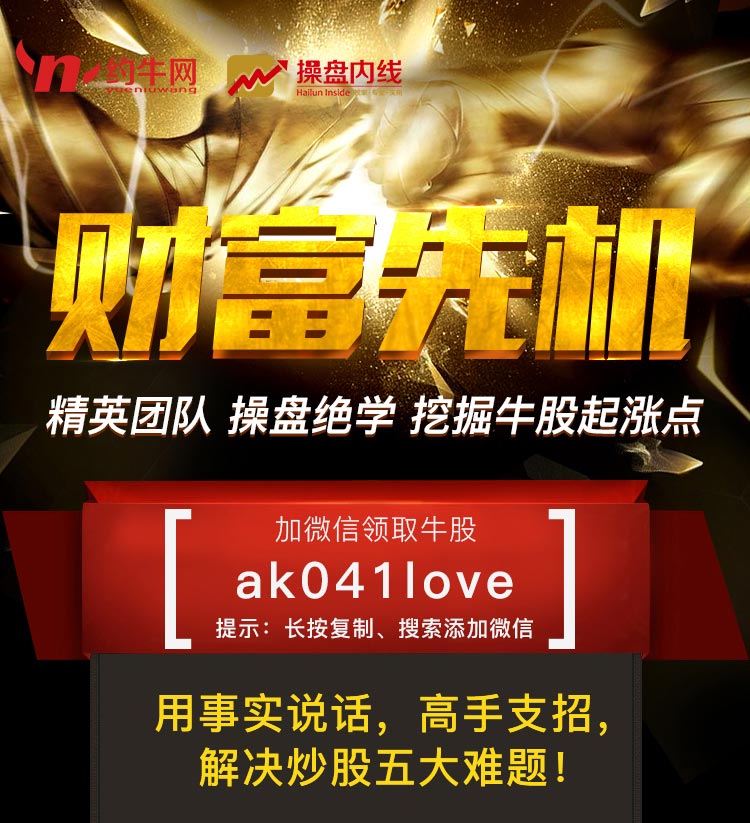 约牛网
yueniuwang
操盘内线
Hailun Inside
财富先机
精英团队 操盘绝学 挖掘牛股起涨点
加微信领取牛股
ak041love
提示：长按复制、搜索添加微信
用事实说话，高手支招，
解决炒股五大难题！